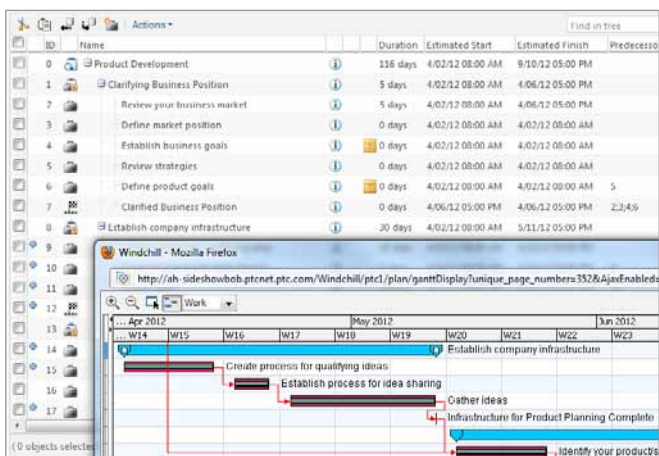 Actions
Find in tree
ID Name Duration Estimated Start Estimated Finish Predecesso
0 Product Development 116 days 4/02/12 08:00 AM 9/10/12 05:00 PM
1 Clarifying Business Position 5 days 4/02/12 08:00 AM 4/06/12 05:00 PM
2 Review your business market 5 days 4/02/12 08:00 AM 4/06/12 05:00 PM
3 Define market position 0 days 4/02/12 08:00 AM 4/02/12 08:00 AM
4 Establish business goals 0 days 4/02/12 08:00 AM 4/02/12 08:00 AM
5 Review strategies 0 days 4/02/12 08:00 AM 4/02/12 08:00 AM
6 Define product goals 0 days 4/02/12 08:00 AM 4/02/12 08:00 AM 5
7 Clarified Business Position 0 days 4/06/12 05:00 PM 4/06/12 05:00 PM 2;3;4;6
8 Establish company infrastructure 30 days 4/02/12 08:00 AM 5/11/12 05:00 PM
9
10
11
12
13
14
15
16
17
(0 objects selected
Windchill - Mozilla Firefox
http://ah-sideshowbob.ptcnet.ptc.com/Windchill/ptc1/plan/ganttDisplay?unique_page_number=352&AjaxEnabled=
Work
... Apr 2012 May 2012 Jun 2012
... W14 W15 W16 W17 W18 W19 W20 W21 W22 W23
Establish company infrastructure
Create process for qualifying ideas
Establish process for idea sharing
Gather ideas
Infrastructure for Product Planning Complete
Identify your product/s